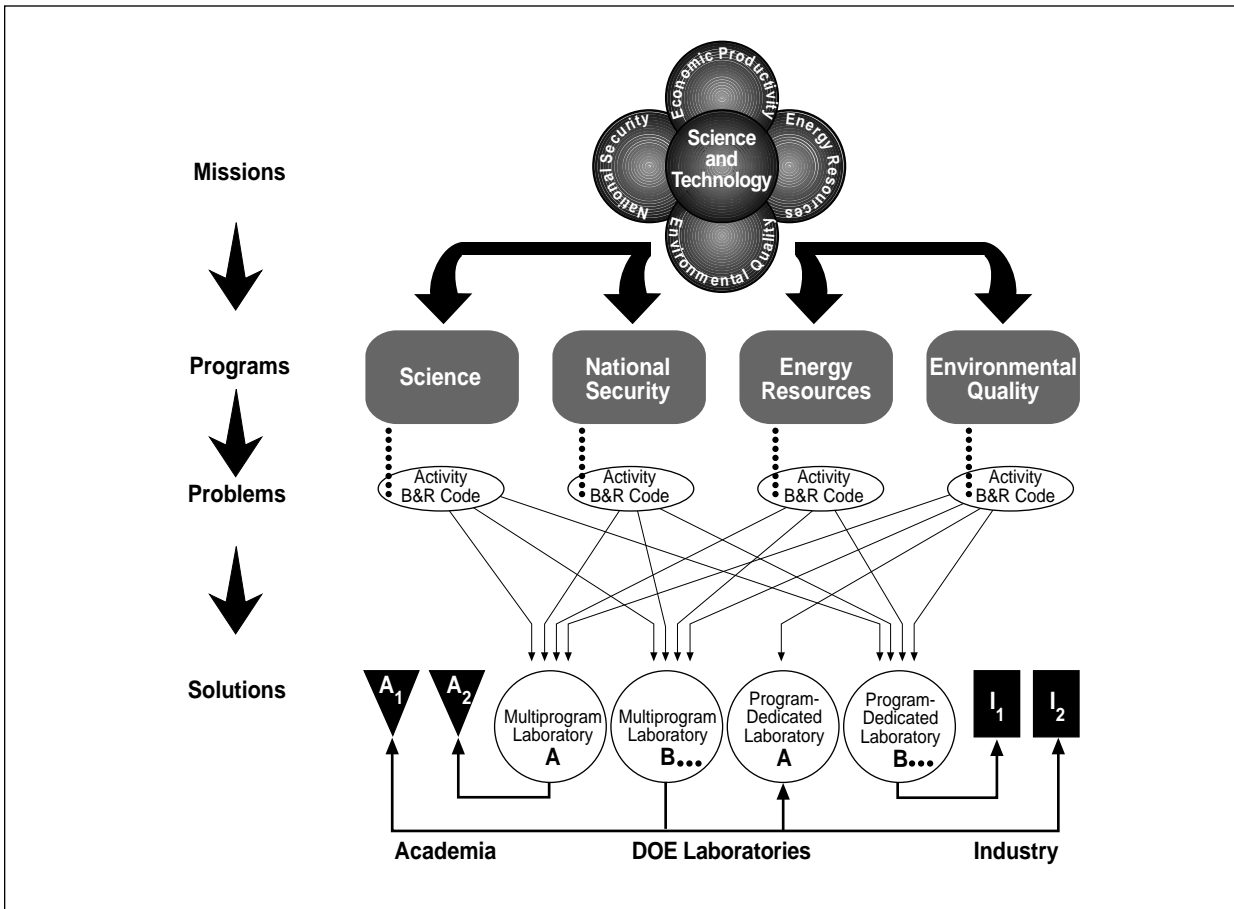 Economic Productivity
National Security
Science
and
Technology
Energy Resources
Environmental Quality
Missions
Programs
Science
National
Security
Energy
Resources
Environmental
Quality
Problems
Activity
B&R Code
Activity
B&R Code
Activity
B&R Code
Activity
B&R Code
Solutions
A1
A2
Multiprogram
Laboratory
A
Multiprogram
Laboratory
B...
Program-
Dedicated
Laboratory
A
Program-
Dedicated
Laboratory
B...
I1
I2
Academia
DOE Laboratories
Industry